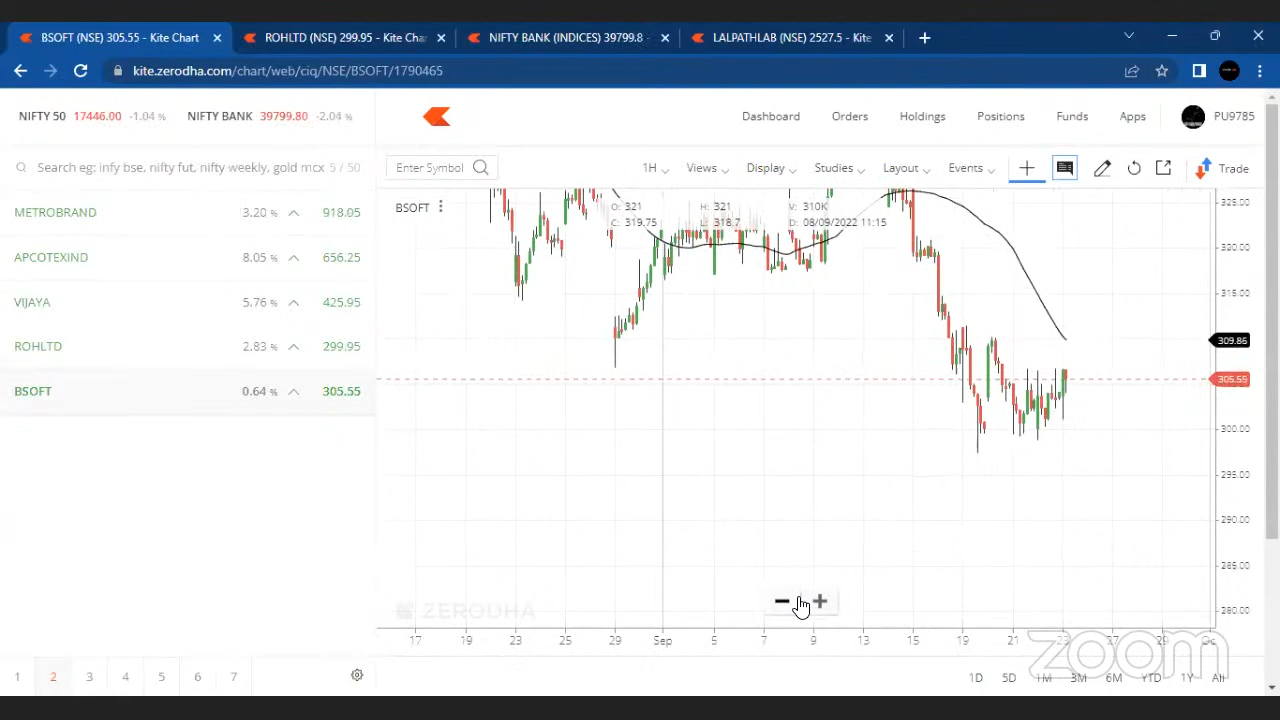 BSOFT (NSE) 305.55 - Kite Chart
ROHLTD (NSE) 299.95 - Kite Cha
NIFTY BANK (INDICES) 39799.8 -
LALPATHLAB (NSE) 2527.5 - Kite
kite.zerodha.com/chart/web/ciq/NSE/BSOFT/1790465
NIFTY 50 17446.00 -1.04 %
NIFTY BANK 39799.80 -2.04 %
Dashboard Orders Holdings Positions Funds Apps PU9785
Search eg: infy bse, nifty fut, nifty weekly, gold mcx 5 / 50
Enter Symbol 1H Views Display Studies Layout Events Trade
METROBRAND 3.20 % 918.05
APCOTEXIND 8.05 % 656.25
VIJAYA 5.76 % 425.95
ROHLTD 2.83 % 299.95
BSOFT 0.64 % 305.55
BSOFT
O: 321 H: 321 V: 310K
C: 319.75 L: 318.7 D: 08/09/2022 11:15
325.00
320.00
315.00
309.86
305.55
300.00
295.00
290.00
285.00
280.00
ZERODHA
17 19 23 25 29 Sep 5 7 9 13 15 19 21 23 27 29 Oc
zoom
1 2 3 4 5 6 7
1D 5D 1M 3M 6M YTD 1Y All